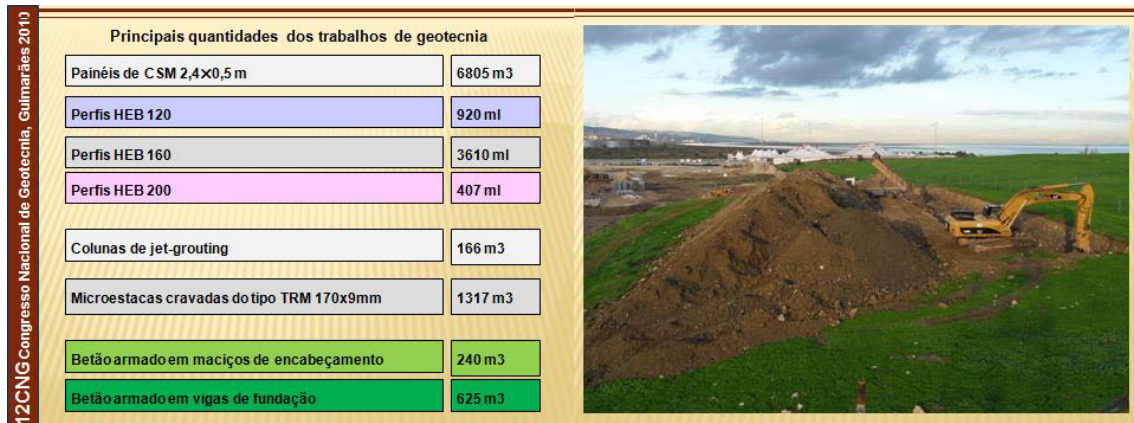 12CNG Congresso Nacional de Geotecnia, Guimarães 2010
Principais quantidades dos trabalhos de geotecnia
Painéis de CSM 2,4×0,5 m 6805 m3
Perfis HEB 120 920 ml
Perfis HEB 160 3610 ml
Perfis HEB 200 407 ml
Colunas de jet-grouting 166 m3
Microestacas cravadas do tipo TRM 170x9mm 1317 m3
Betão armado em maciços de encabeçamento 240 m3
Betão armado em vigas de fundação 625 m3